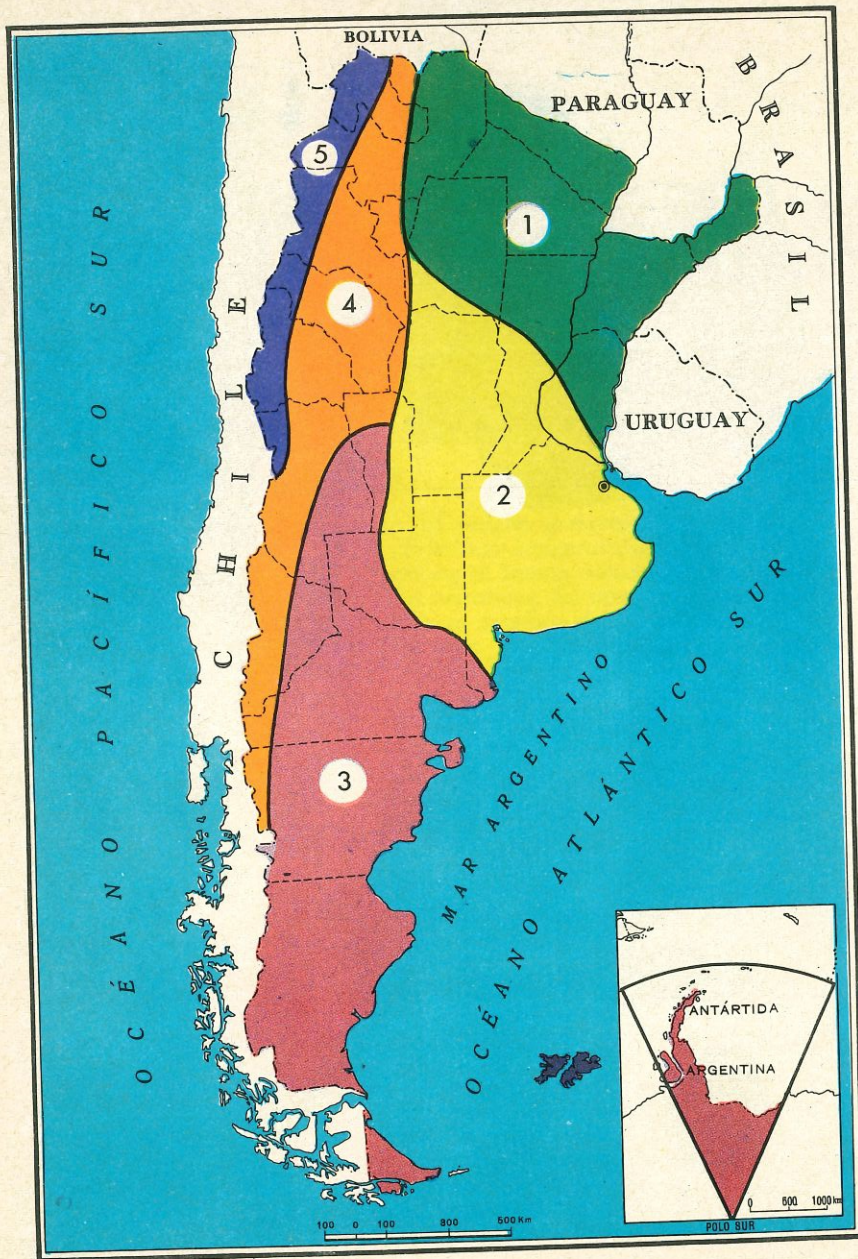 BOLIVIA
PARAGUAY
BRASIL
5
1
4
CHILE
URUGUAY
2
OCÉANO PACÍFICO SUR
3
MAR ARGENTINO
OCÉANO ATLÁNTICO SUR
ANTÁRTIDA
ARGENTINA
0 600 1000 km
POLO SUR
100 0 100 300 500 Km